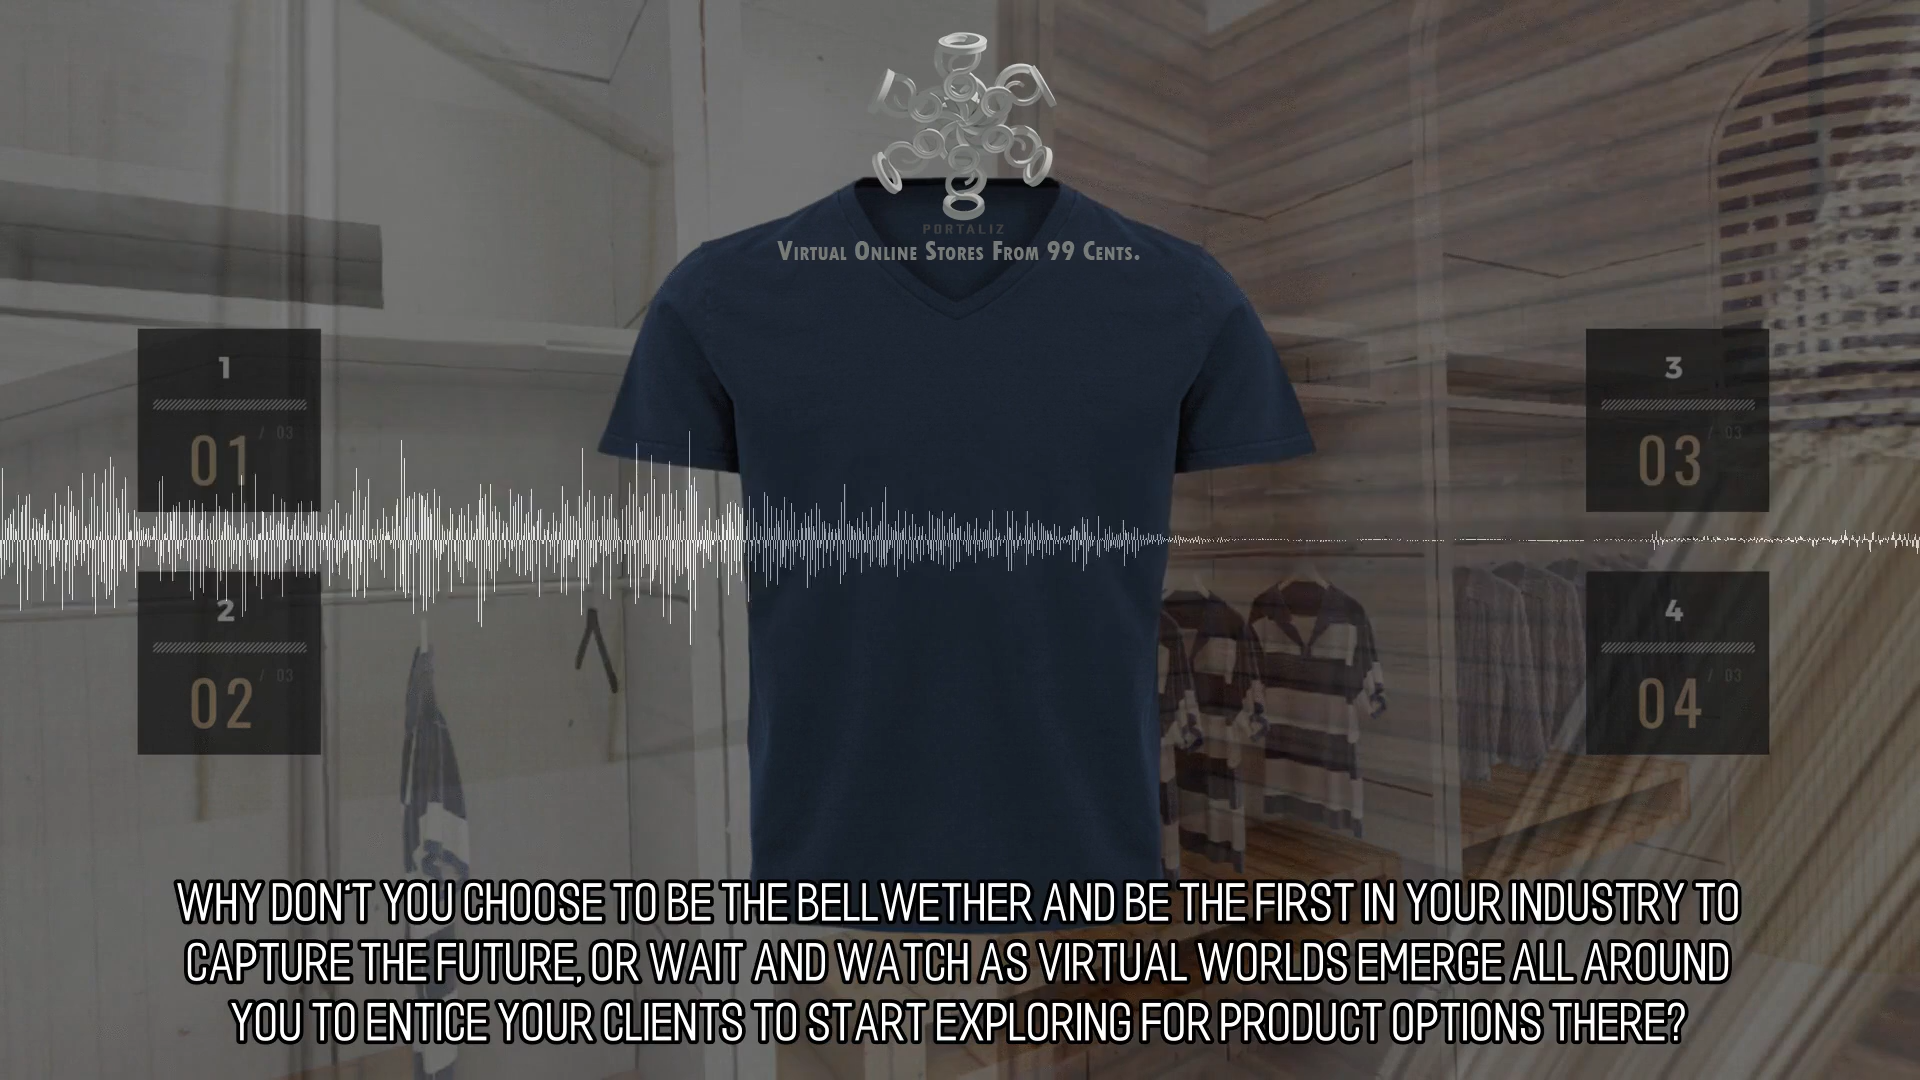 PORTALIZ
Virtual Online Stores From 99 Cents.
1
01 / 03
2
02 / 03
3
03 / 03
4
04 / 03
WHY DON'T YOU CHOOSE TO BE THE BELLWETHER AND BE THE FIRST IN YOUR INDUSTRY TO
CAPTURE THE FUTURE, OR WAIT AND WATCH AS VIRTUAL WORLDS EMERGE ALL AROUND
YOU TO ENTICE YOUR CLIENTS TO START EXPLORING FOR PRODUCT OPTIONS THERE?